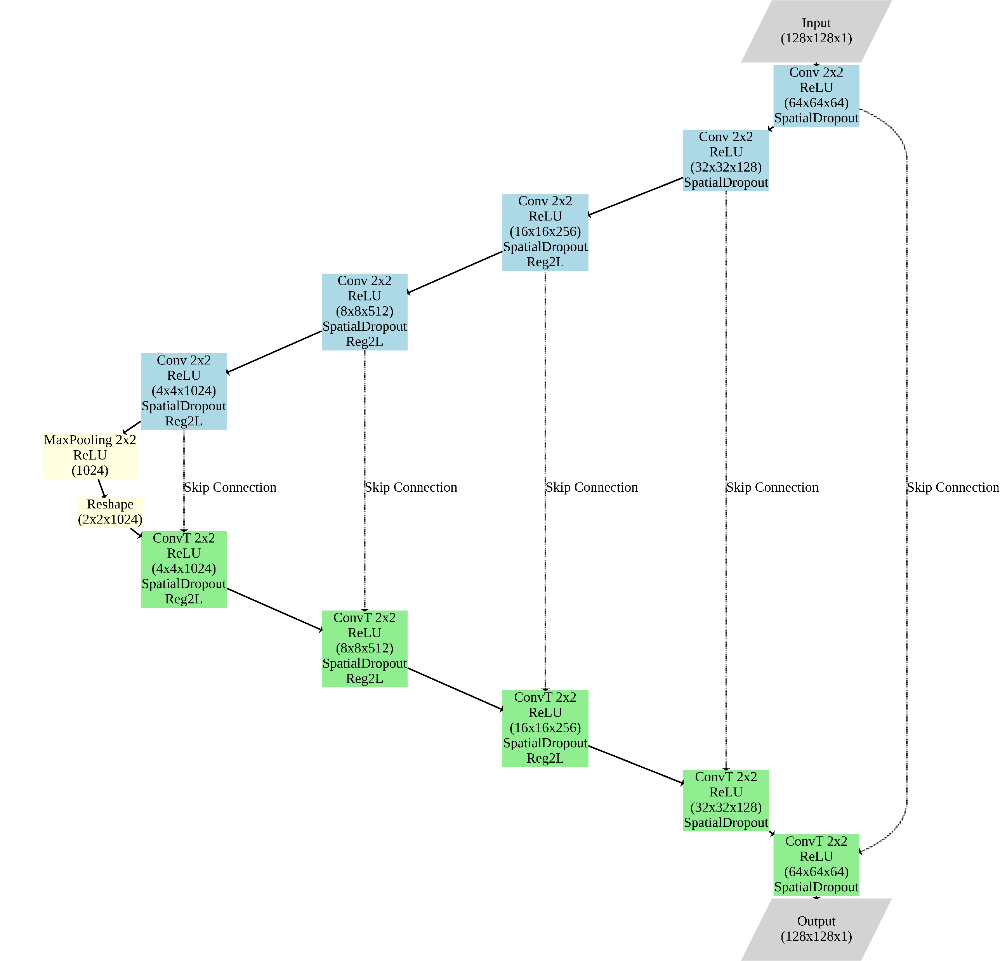 Input
(128x128x1)
Conv 2x2
ReLU
(64x64x64)
SpatialDropout
Conv 2x2
ReLU
(32x32x128)
SpatialDropout
Conv 2x2
ReLU
(16x16x256)
SpatialDropout
Reg2L
Conv 2x2
ReLU
(8x8x512)
SpatialDropout
Reg2L
Conv 2x2
ReLU
(4x4x1024)
SpatialDropout
Reg2L
MaxPooling 2x2
ReLU
(1024)
Skip Connection
Skip Connection
Skip Connection
Skip Connection
Skip Connection
Reshape
(2x2x1024)
ConvT 2x2
ReLU
(4x4x1024)
SpatialDropout
Reg2L
ConvT 2x2
ReLU
(8x8x512)
SpatialDropout
Reg2L
ConvT 2x2
ReLU
(16x16x256)
SpatialDropout
Reg2L
ConvT 2x2
ReLU
(32x32x128)
SpatialDropout
ConvT 2x2
ReLU
(64x64x64)
SpatialDropout
Output
(128x128x1)